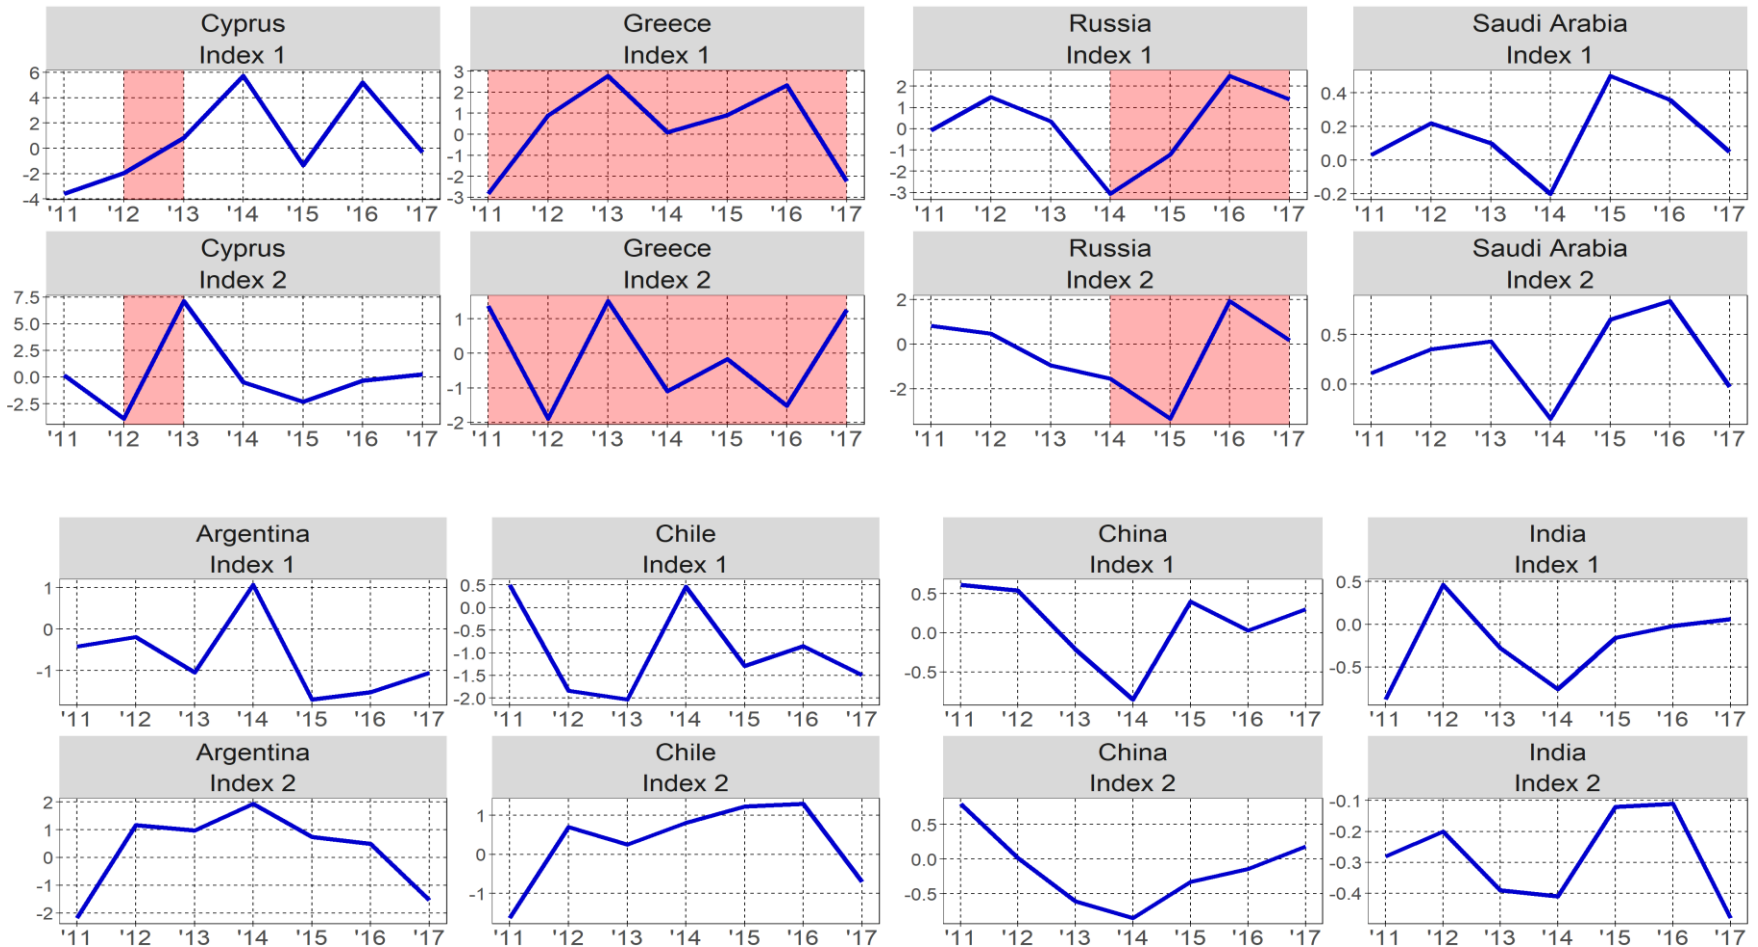 Cyprus
Index 1
6
4
2
0
-2
-4
'11 '12 '13 '14 '15 '16 '17
Greece
Index 1
3
2
1
0
-1
-2
-3
'11 '12 '13 '14 '15 '16 '17
Russia
Index 1
2
1
0
-1
-2
-3
'11 '12 '13 '14 '15 '16 '17
Saudi Arabia
Index 1
0.4
0.2
0.0
-0.2
'11 '12 '13 '14 '15 '16 '17
Cyprus
Index 2
7.5
5.0
2.5
0.0
-2.5
'11 '12 '13 '14 '15 '16 '17
Greece
Index 2
1
0
-1
-2
'11 '12 '13 '14 '15 '16 '17
Russia
Index 2
2
0
-2
'11 '12 '13 '14 '15 '16 '17
Saudi Arabia
Index 2
0.5
0.0
'11 '12 '13 '14 '15 '16 '17
Argentina
Index 1
1
0
-1
'11 '12 '13 '14 '15 '16 '17
Chile
Index 1
0.5
0.0
-0.5
-1.0
-1.5
-2.0
'11 '12 '13 '14 '15 '16 '17
China
Index 1
0.5
0.0
-0.5
'11 '12 '13 '14 '15 '16 '17
India
Index 1
0.5
0.0
-0.5
'11 '12 '13 '14 '15 '16 '17
Argentina
Index 2
2
1
0
-1
-2
'11 '12 '13 '14 '15 '16 '17
Chile
Index 2
1
0
-1
'11 '12 '13 '14 '15 '16 '17
China
Index 2
0.5
0.0
-0.5
'11 '12 '13 '14 '15 '16 '17
India
Index 2
-0.1
-0.2
-0.3
-0.4
'11 '12 '13 '14 '15 '16 '17